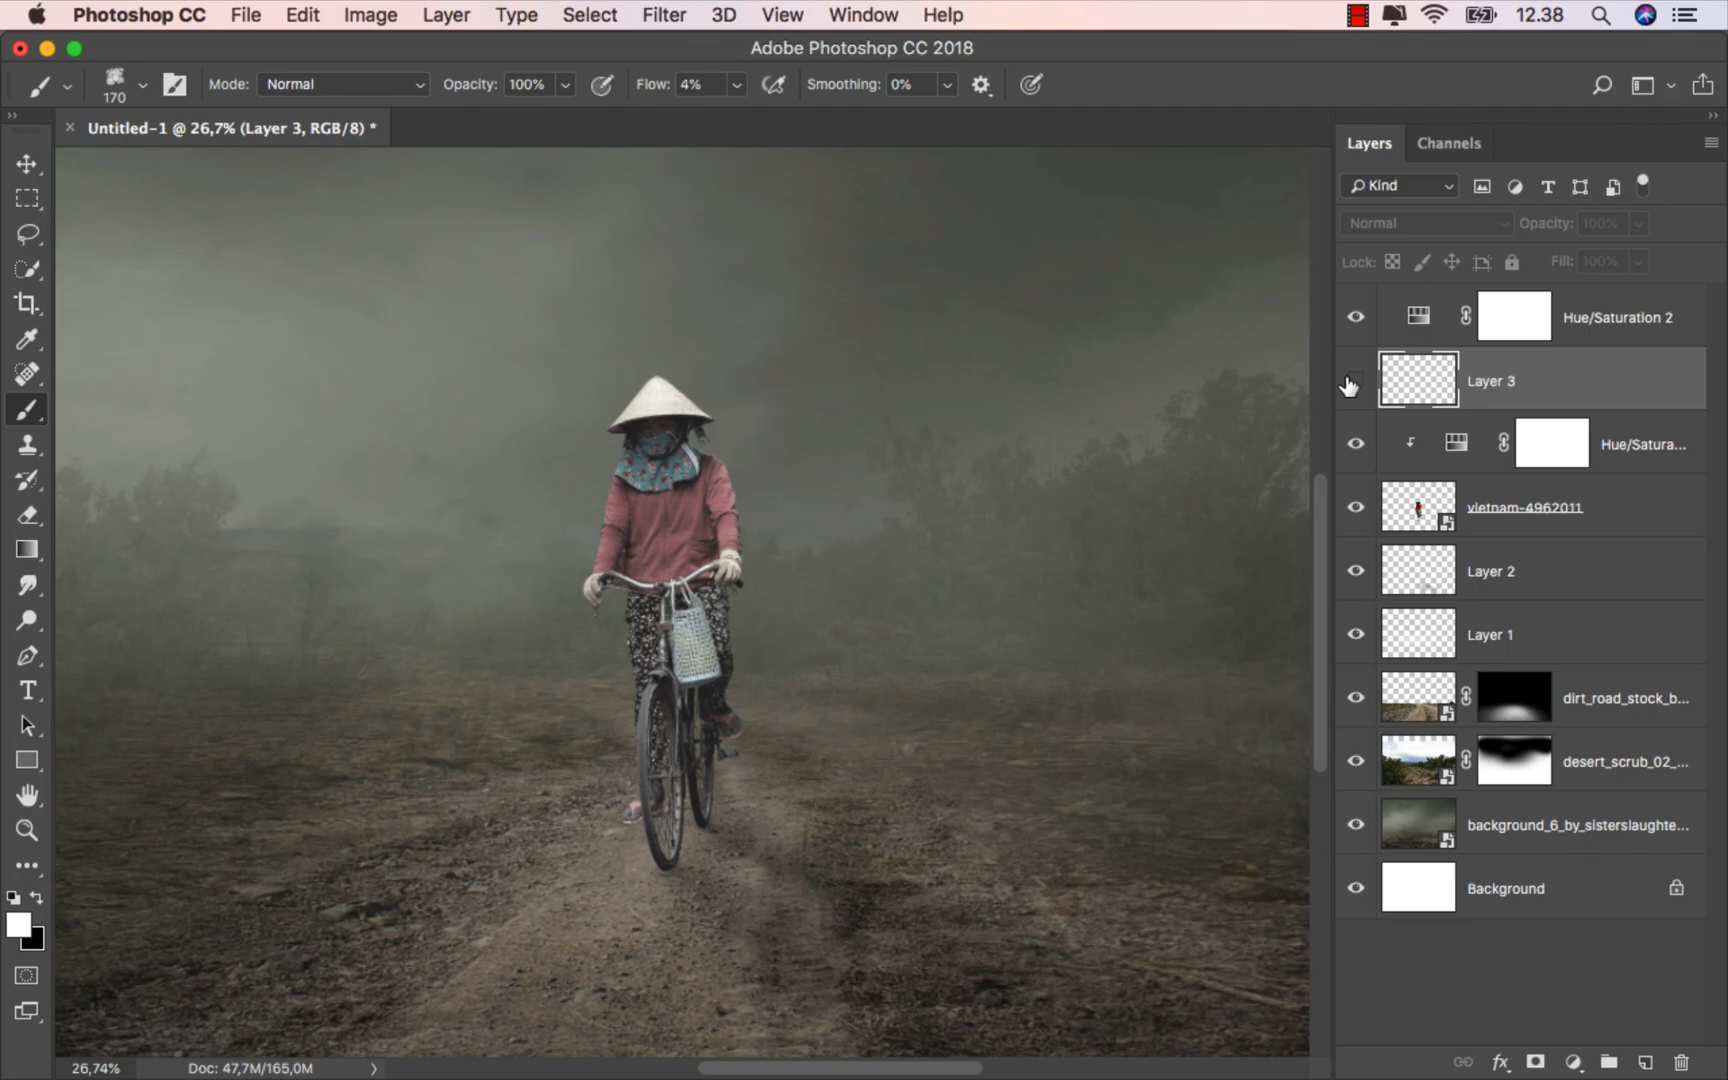 Photoshop CC File Edit Image Layer Type Select Filter 3D View Window Help 12.38
Adobe Photoshop CC 2018
170 Mode: Normal Opacity: 100% Flow: 4% Smoothing: 0%
Untitled-1 @ 26,7% (Layer 3, RGB/8) *
Layers Channels
Kind
Normal Opacity: 100%
Lock: Fill: 100%
Hue/Saturation 2
Layer 3
Hue/Satura...
vietnam-4962011
Layer 2
Layer 1
dirt_road_stock_b...
desert_scrub_02_...
background_6_by_sisterslaughte...
Background
26,74% Doc: 47,7M/165,0M